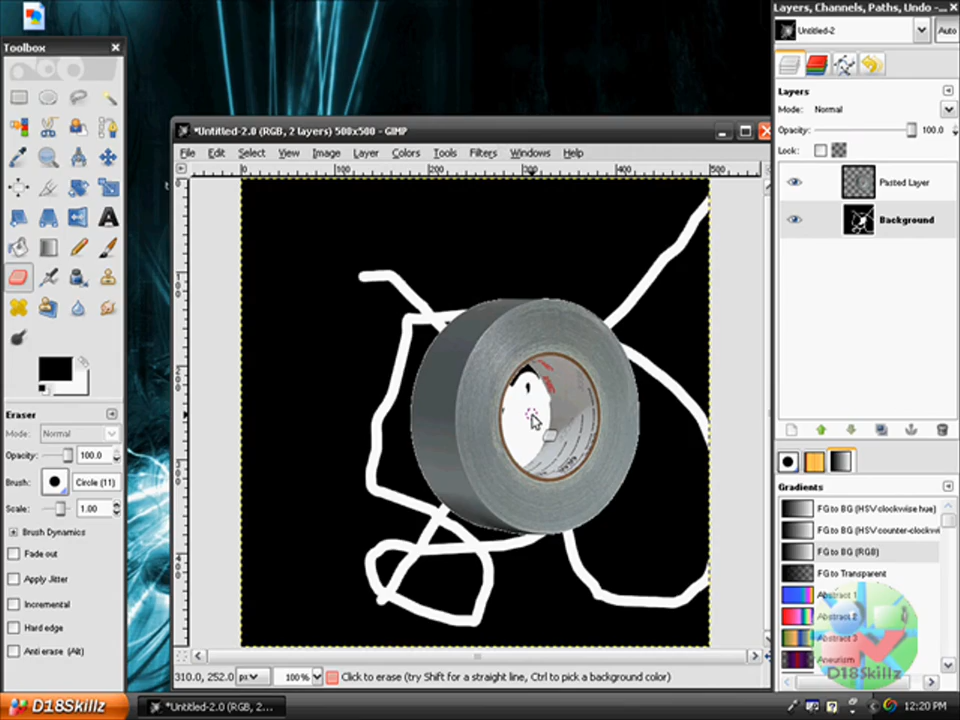 Toolbox
*Untitled-2.0 (RGB, 2 layers) 500x500 - GIMP
File Edit Select View Image Layer Colors Tools Filters Windows Help
0 100 200 300 400 500
Layers, Channels, Paths, Undo -...
Untitled-2
Auto
Layers
Mode: Normal
Opacity: 100.0
Lock:
Pasted Layer
Background
Eraser
Mode: Normal
Opacity: 100.0
Brush: Circle (11)
Scale: 1.00
Brush Dynamics
Fade out
Apply Jitter
Incremental
Hard edge
Anti erase (Alt)
Gradients
FG to BG (HSV clockwise hue)
FG to BG (HSV counter-clockwi
FG to BG (RGB)
FG to Transparent
Abstract 1
Abstract 2
Abstract 3
Aneurism
D18Skillz
310.0, 252.0 px 100% Click to erase (try Shift for a straight line, Ctrl to pick a background color)
D18Skillz
*Untitled-2.0 (RGB, 2...
12:20 PM